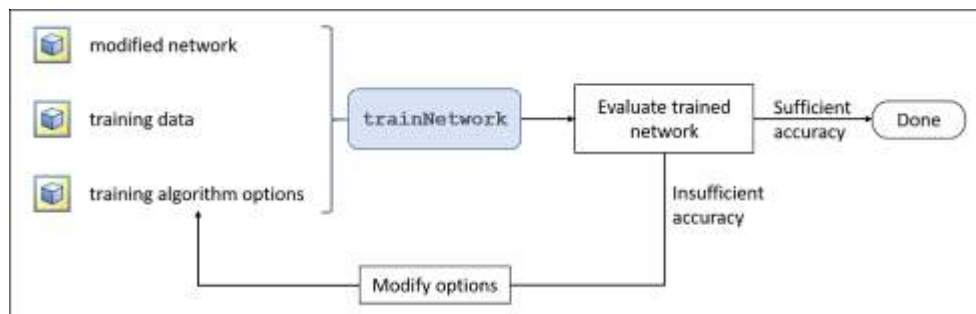 modified network
training data
training algorithm options
trainNetwork
Evaluate trained
network
Sufficient
accuracy
Done
Insufficient
accuracy
Modify options